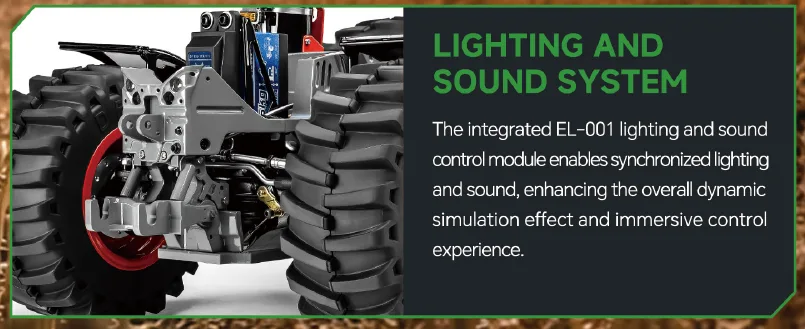 LIGHTING AND
SOUND SYSTEM
The integrated EL-001 lighting and sound
control module enables synchronized lighting
and sound, enhancing the overall dynamic
simulation effect and immersive control
experience.